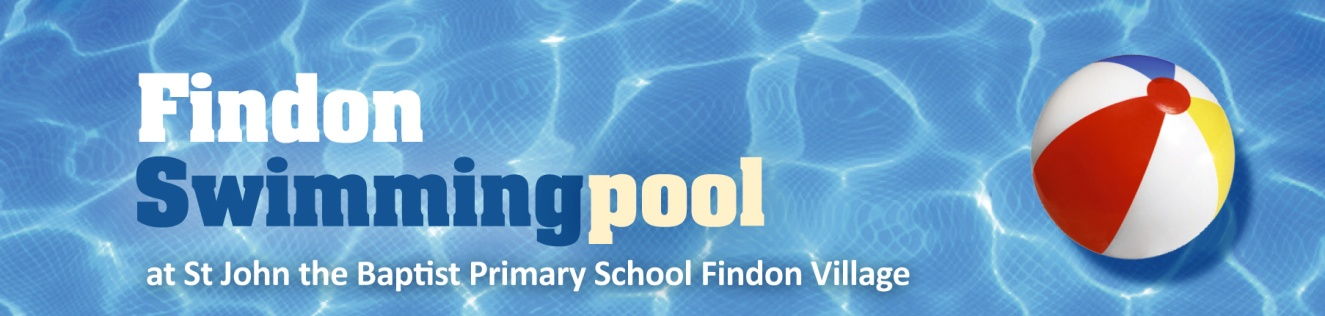 Findon
Swimmingpool
at St John the Baptist Primary School Findon Village